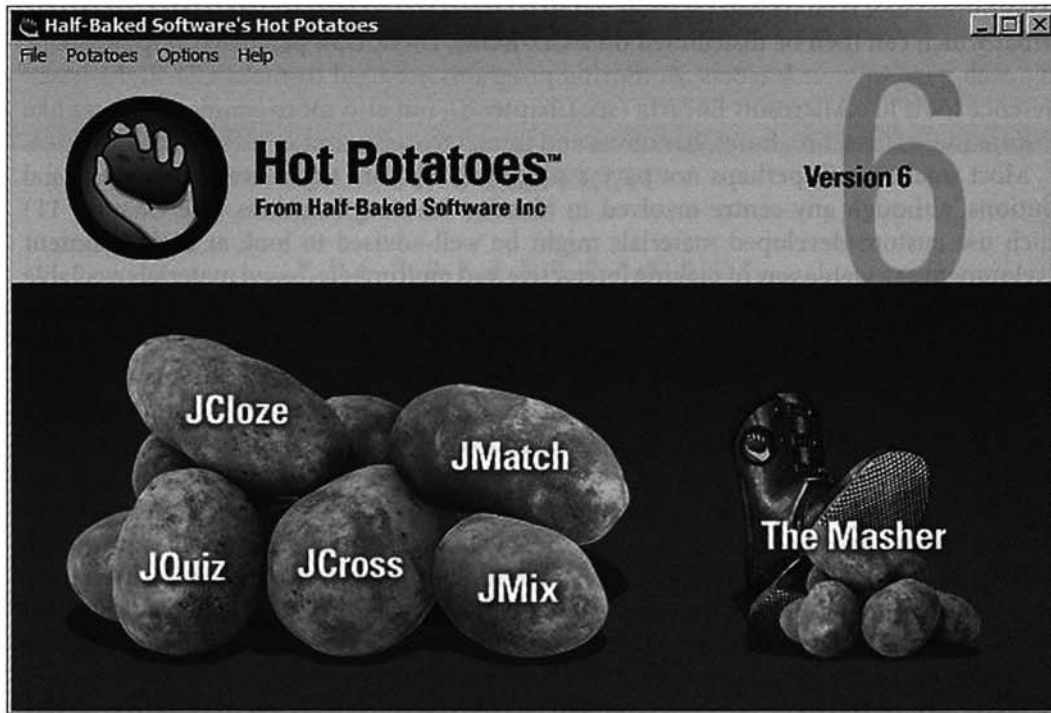 Half-Baked Software's Hot Potatoes
File Potatoes Options Help
Hot Potatoes™
From Half-Baked Software Inc
Version 6
6
JCloze
JMatch
JQuiz
JCross
JMix
The Masher